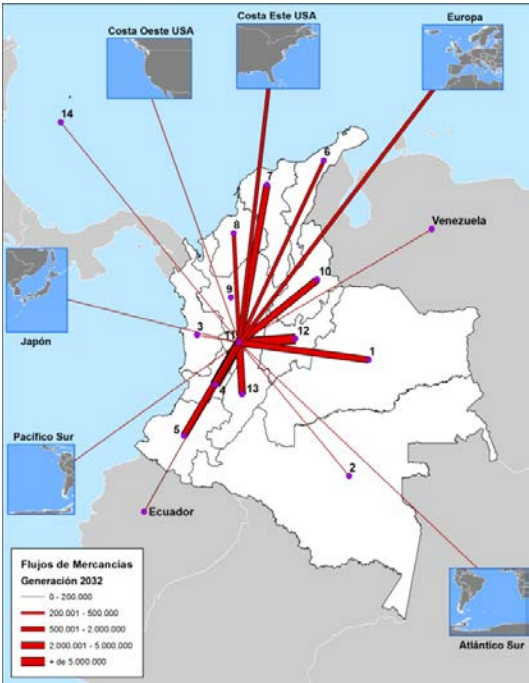 Costa Oeste USA
Costa Este USA
Europa
14
6
7
8
Venezuela
10
9
3
11
12
1
Japón
4
13
5
Pacífico Sur
2
Ecuador
Flujos de Mercancías
Generación 2032
0 - 200.000
200.001 - 500.000
500.001 - 2.000.000
2.000.001 - 5.000.000
+ de 5.000.000
Atlántico Sur